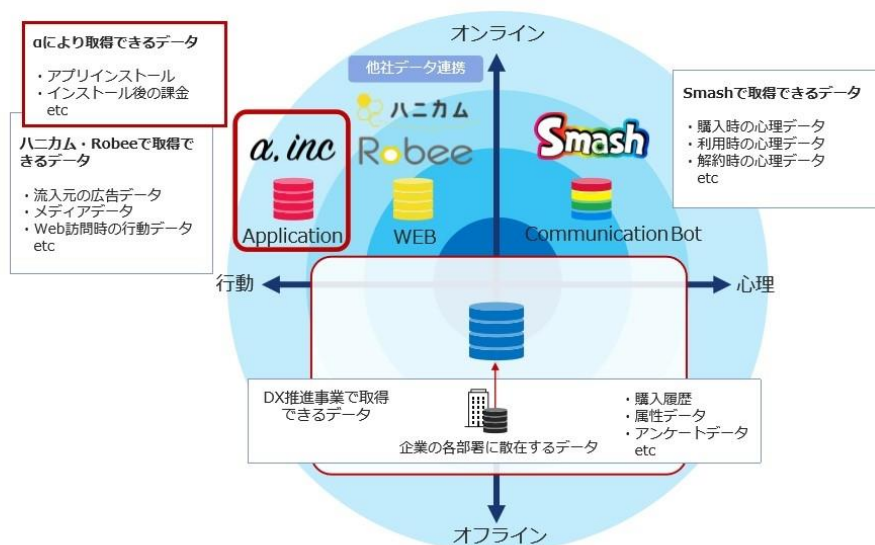 オンライン
αにより取得できるデータ
・アプリインストール
・インストール後の課金
etc
ハニカム・Robeeで取得で
きるデータ
・流入元の広告データ
・メディアデータ
・Web訪問時の行動データ
etc
他社データ連携
ハニカム
Robee
α.inc
Smash
Application
WEB
Communication Bot
Smashで取得できるデータ
・購入時の心理データ
・利用時の心理データ
・解約時の心理データ
etc
行動
心理
DX推進事業で取得
できるデータ
企業の各部署に散在するデータ
・購入履歴
・属性データ
・アンケートデータ
etc
オフライン